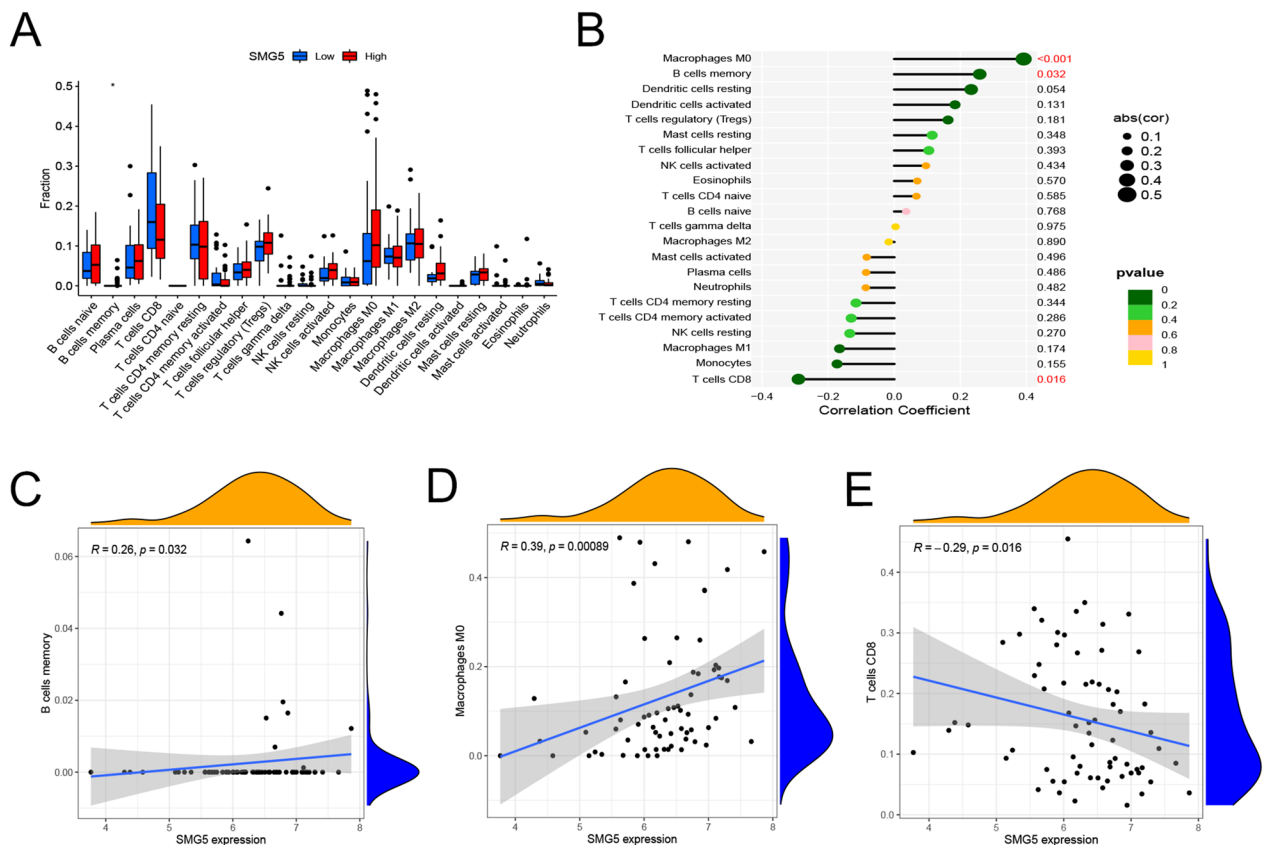 A
SMG5 Low High
Fraction
0.5
0.4
0.3
0.2
0.1
0.0
*
B cells naive
B cells memory
Plasma cells
T cells CD8
T cells CD4 naive
T cells CD4 memory resting
T cells CD4 memory activated
T cells follicular helper
T cells regulatory (Tregs)
T cells gamma delta
NK cells resting
NK cells activated
Monocytes
Macrophages M0
Macrophages M1
Macrophages M2
Dendritic cells resting
Dendritic cells activated
Mast cells resting
Mast cells activated
Eosinophils
Neutrophils
B
Macrophages M0 <0.001
B cells memory 0.032
Dendritic cells resting 0.054
Dendritic cells activated 0.131
T cells regulatory (Tregs) 0.181
Mast cells resting 0.348
T cells follicular helper 0.393
NK cells activated 0.434
Eosinophils 0.570
T cells CD4 naive 0.585
B cells naive 0.768
T cells gamma delta 0.975
Macrophages M2 0.890
Mast cells activated 0.496
Plasma cells 0.486
Neutrophils 0.482
T cells CD4 memory resting 0.344
T cells CD4 memory activated 0.286
NK cells resting 0.270
Macrophages M1 0.174
Monocytes 0.155
T cells CD8 0.016
−0.4 −0.2 0.0 0.2 0.4
Correlation Coefficient
abs(cor)
0.1
0.2
0.3
0.4
0.5
pvalue
0
0.2
0.4
0.6
0.8
1
C
R = 0.26, p = 0.032
B cells memory
0.06
0.04
0.02
0.00
4 5 6 7 8
SMG5 expression
D
R = 0.39, p = 0.00089
Macrophages M0
0.4
0.2
0.0
4 5 6 7 8
SMG5 expression
E
R = −0.29, p = 0.016
T cells CD8
0.4
0.3
0.2
0.1
0.0
4 5 6 7 8
SMG5 expression